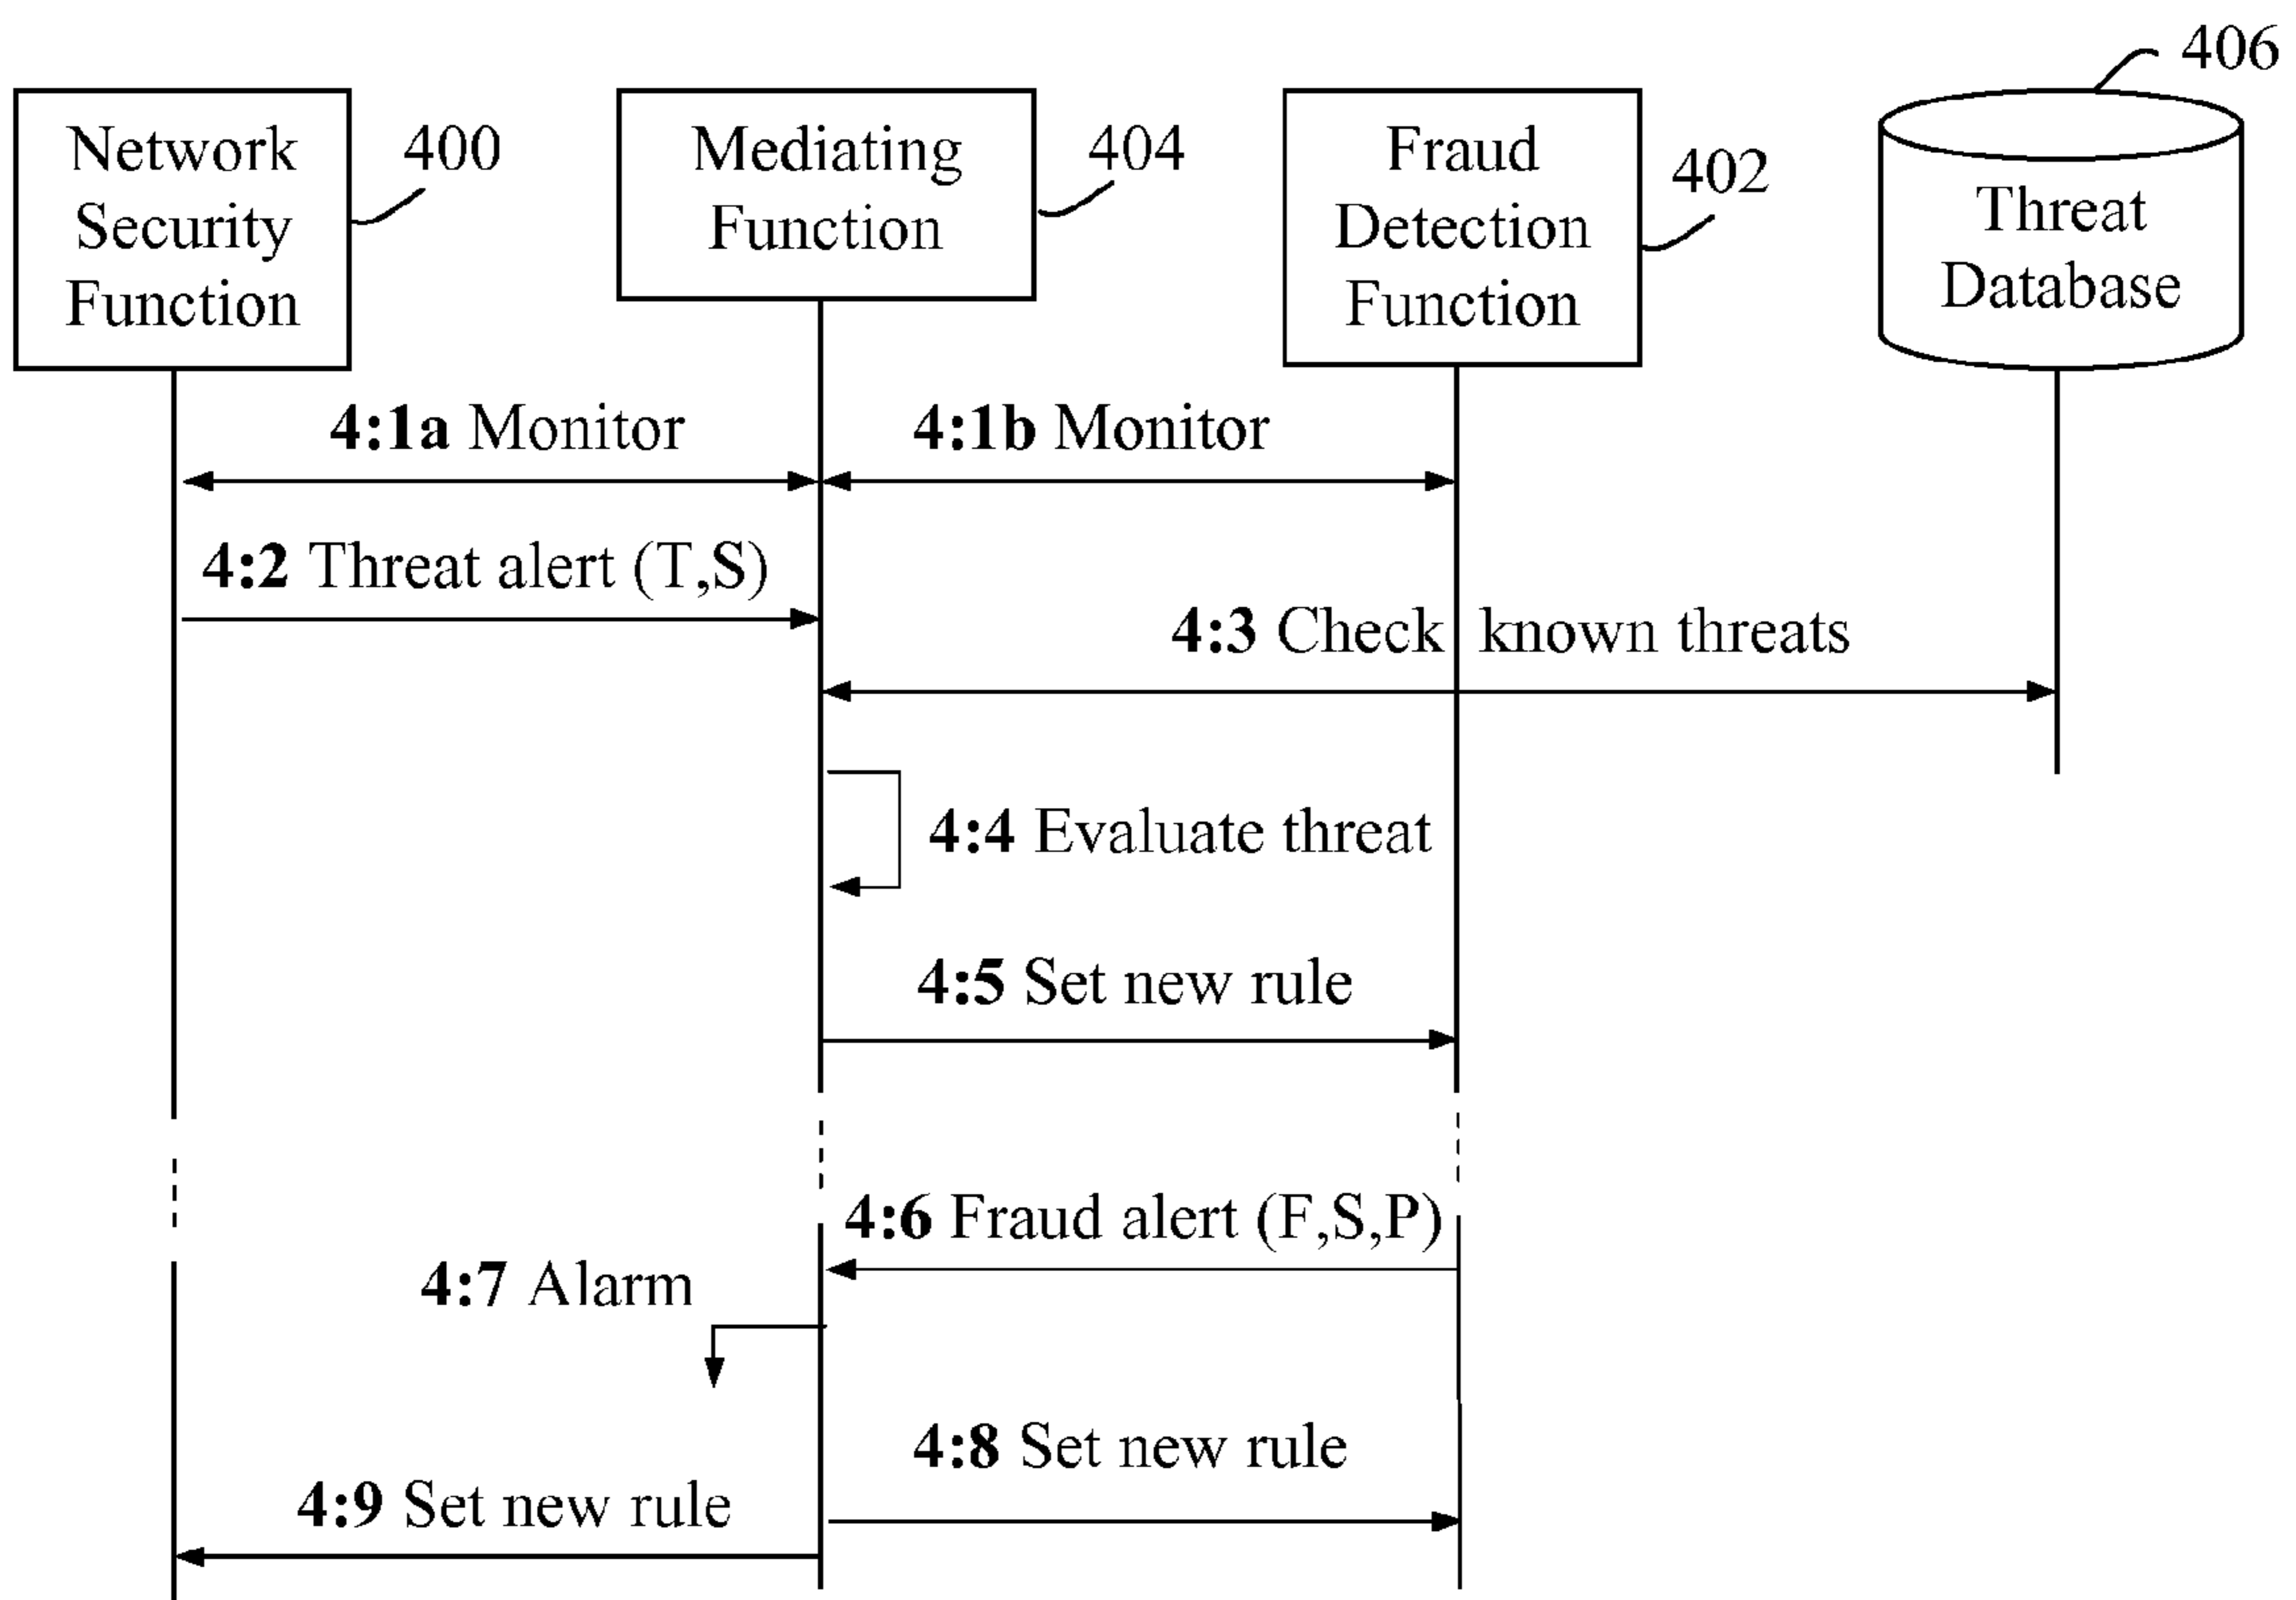 406
Network
Security
Function
400
Mediating
Function
404
Fraud
Detection
Function
402
Threat
Database
4:1a Monitor
4:1b Monitor
4:2 Threat alert (T,S)
4:3 Check known threats
4:4 Evaluate threat
4:5 Set new rule
4:6 Fraud alert (F,S,P)
4:7 Alarm
4:8 Set new rule
4:9 Set new rule